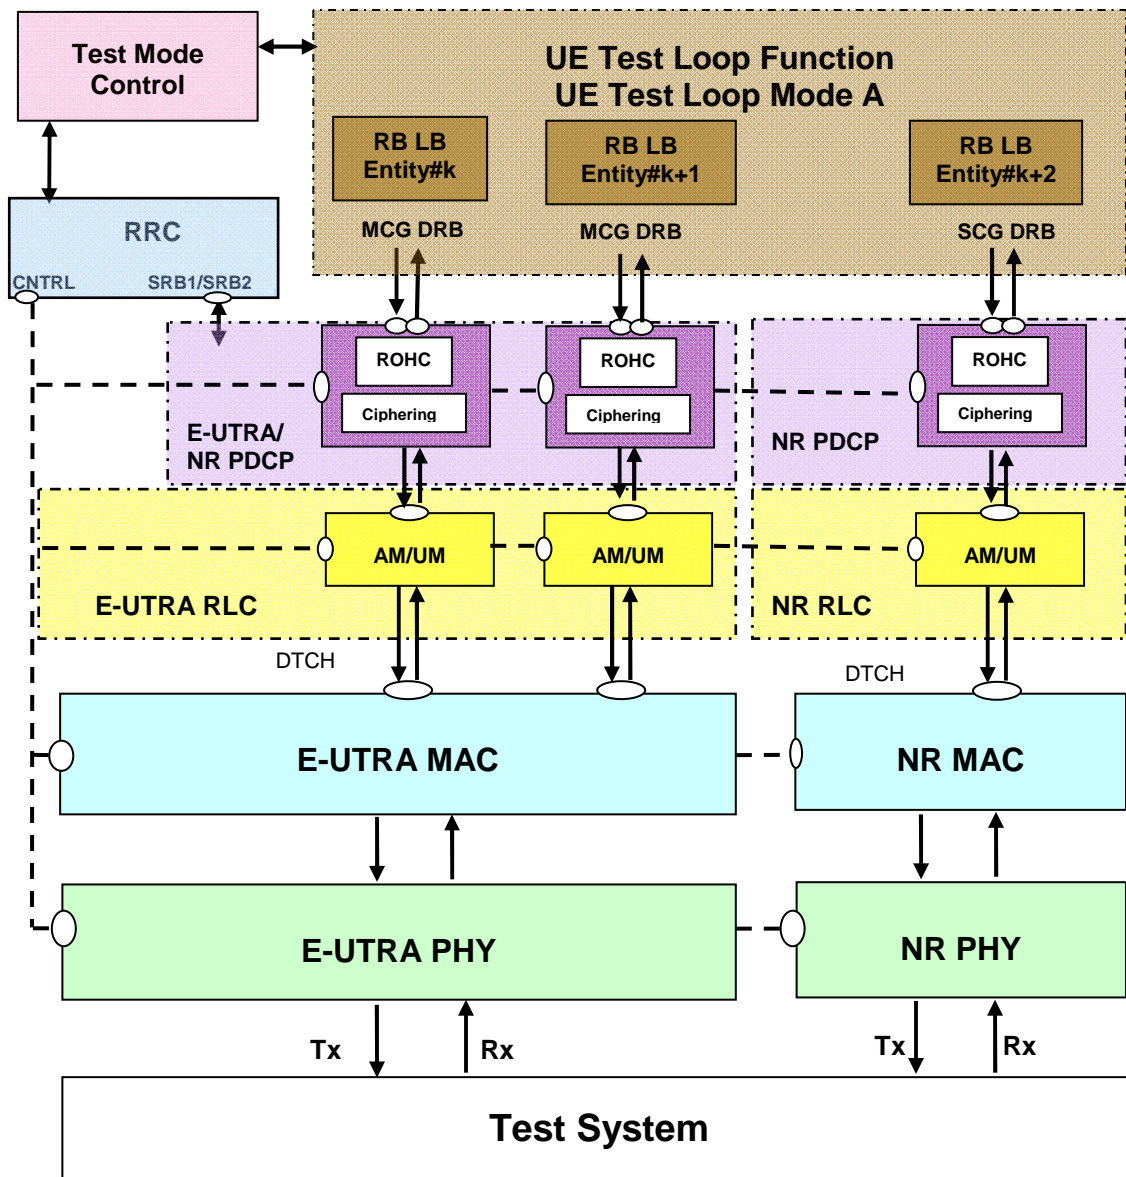 Test Mode
Control
UE Test Loop Function
UE Test Loop Mode A
RB LB
Entity#k
RB LB
Entity#k+1
RB LB
Entity#k+2
MCG DRB
MCG DRB
SCG DRB
RRC
CNTRL
SRB1/SRB2
ROHC
Ciphering
ROHC
Ciphering
ROHC
Ciphering
E-UTRA/
NR PDCP
NR PDCP
AM/UM
AM/UM
AM/UM
E-UTRA RLC
NR RLC
DTCH
DTCH
E-UTRA MAC
NR MAC
E-UTRA PHY
NR PHY
Tx
Rx
Tx
Rx
Test System